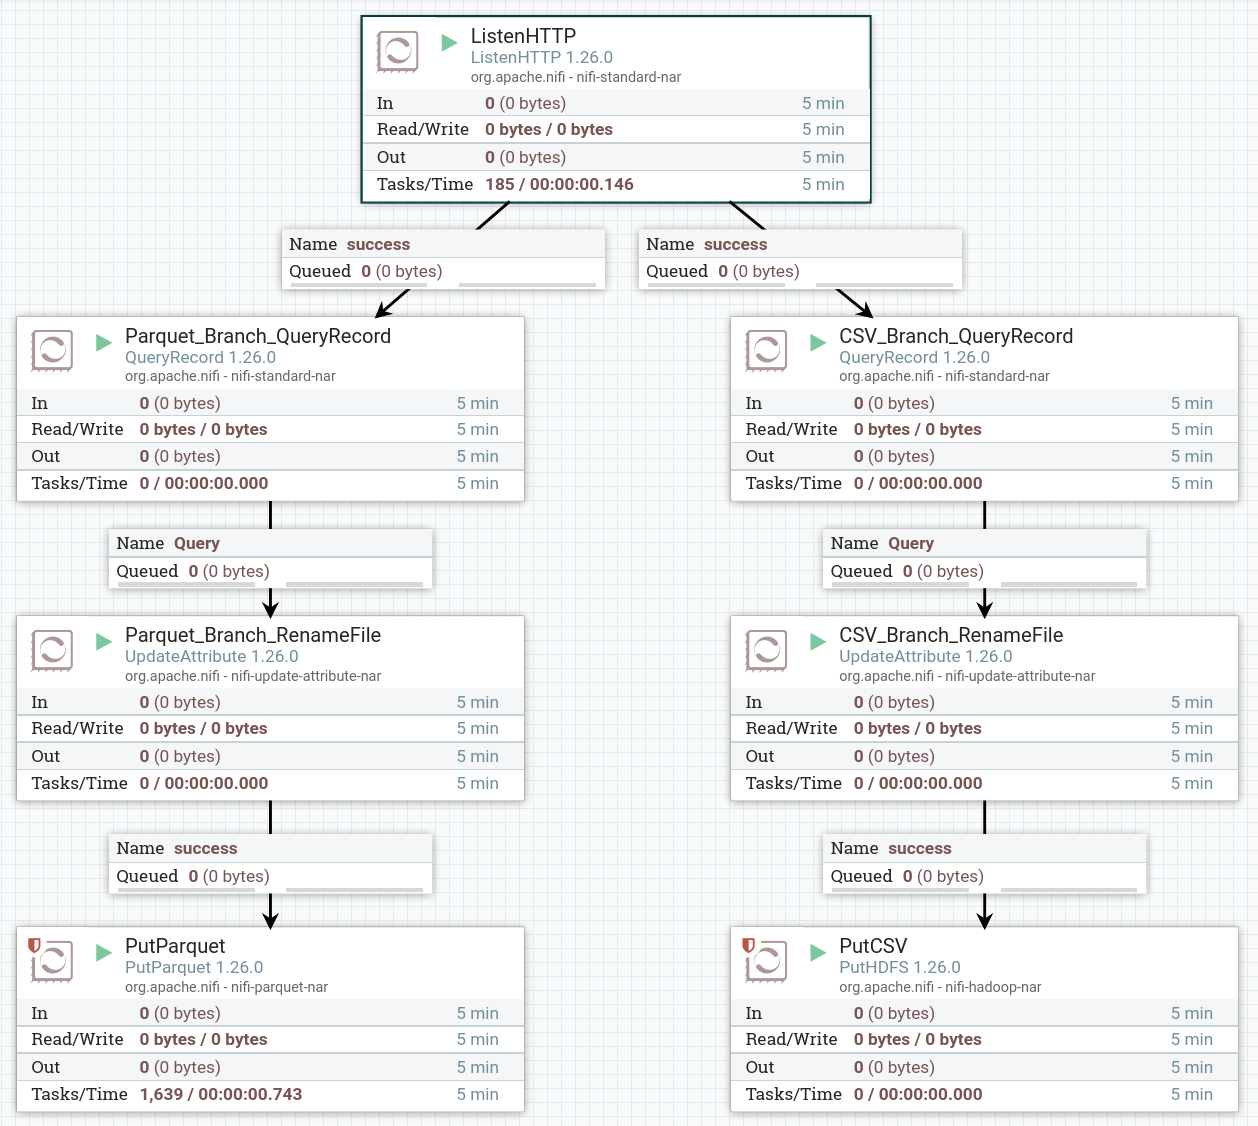 ListenHTTP
ListenHTTP 1.26.0
org.apache.nifi - nifi-standard-nar
In 0 (0 bytes) 5 min
Read/Write 0 bytes / 0 bytes 5 min
Out 0 (0 bytes) 5 min
Tasks/Time 185 / 00:00:00.146 5 min
Name success
Queued 0 (0 bytes)
Name success
Queued 0 (0 bytes)
Parquet_Branch_QueryRecord
QueryRecord 1.26.0
org.apache.nifi - nifi-standard-nar
In 0 (0 bytes) 5 min
Read/Write 0 bytes / 0 bytes 5 min
Out 0 (0 bytes) 5 min
Tasks/Time 0 / 00:00:00.000 5 min
CSV_Branch_QueryRecord
QueryRecord 1.26.0
org.apache.nifi - nifi-standard-nar
In 0 (0 bytes) 5 min
Read/Write 0 bytes / 0 bytes 5 min
Out 0 (0 bytes) 5 min
Tasks/Time 0 / 00:00:00.000 5 min
Name Query
Queued 0 (0 bytes)
Name Query
Queued 0 (0 bytes)
Parquet_Branch_RenameFile
UpdateAttribute 1.26.0
org.apache.nifi - nifi-update-attribute-nar
In 0 (0 bytes) 5 min
Read/Write 0 bytes / 0 bytes 5 min
Out 0 (0 bytes) 5 min
Tasks/Time 0 / 00:00:00.000 5 min
CSV_Branch_RenameFile
UpdateAttribute 1.26.0
org.apache.nifi - nifi-update-attribute-nar
In 0 (0 bytes) 5 min
Read/Write 0 bytes / 0 bytes 5 min
Out 0 (0 bytes) 5 min
Tasks/Time 0 / 00:00:00.000 5 min
Name success
Queued 0 (0 bytes)
Name success
Queued 0 (0 bytes)
PutParquet
PutParquet 1.26.0
org.apache.nifi - nifi-parquet-nar
In 0 (0 bytes) 5 min
Read/Write 0 bytes / 0 bytes 5 min
Out 0 (0 bytes) 5 min
Tasks/Time 1,639 / 00:00:00.743 5 min
PutCSV
PutHDFS 1.26.0
org.apache.nifi - nifi-hadoop-nar
In 0 (0 bytes) 5 min
Read/Write 0 bytes / 0 bytes 5 min
Out 0 (0 bytes) 5 min
Tasks/Time 0 / 00:00:00.000 5 min